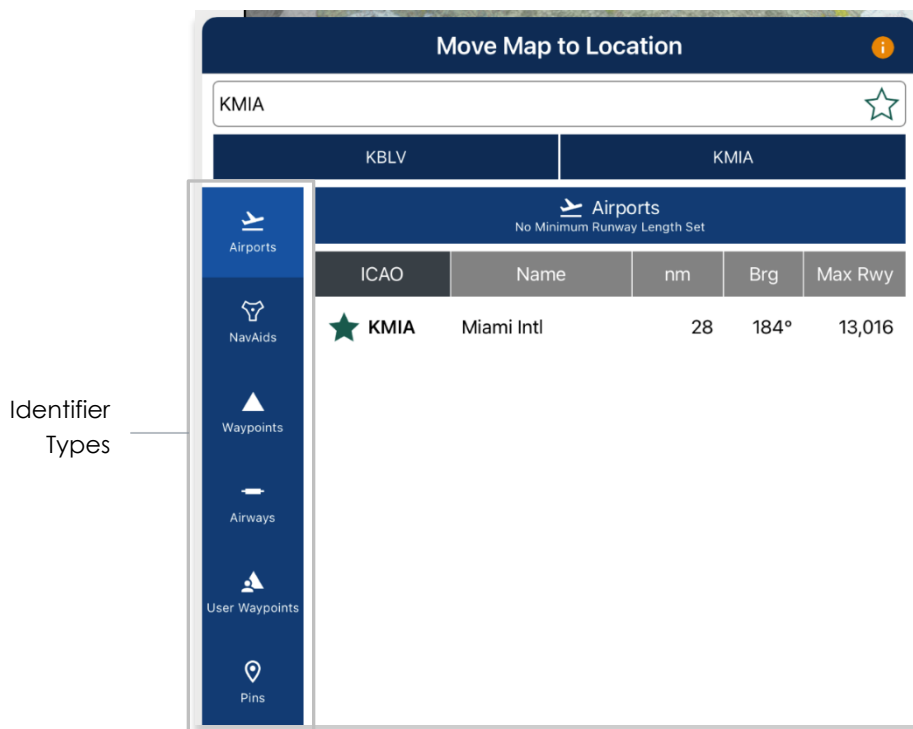 Move Map to Location
KMIA
KBLV KMIA
Airports
No Minimum Runway Length Set
ICAO Name nm Brg Max Rwy
KMIA Miami Intl 28 184° 13,016
Identifier
Types
Airports
NavAids
Waypoints
Airways
User Waypoints
Pins